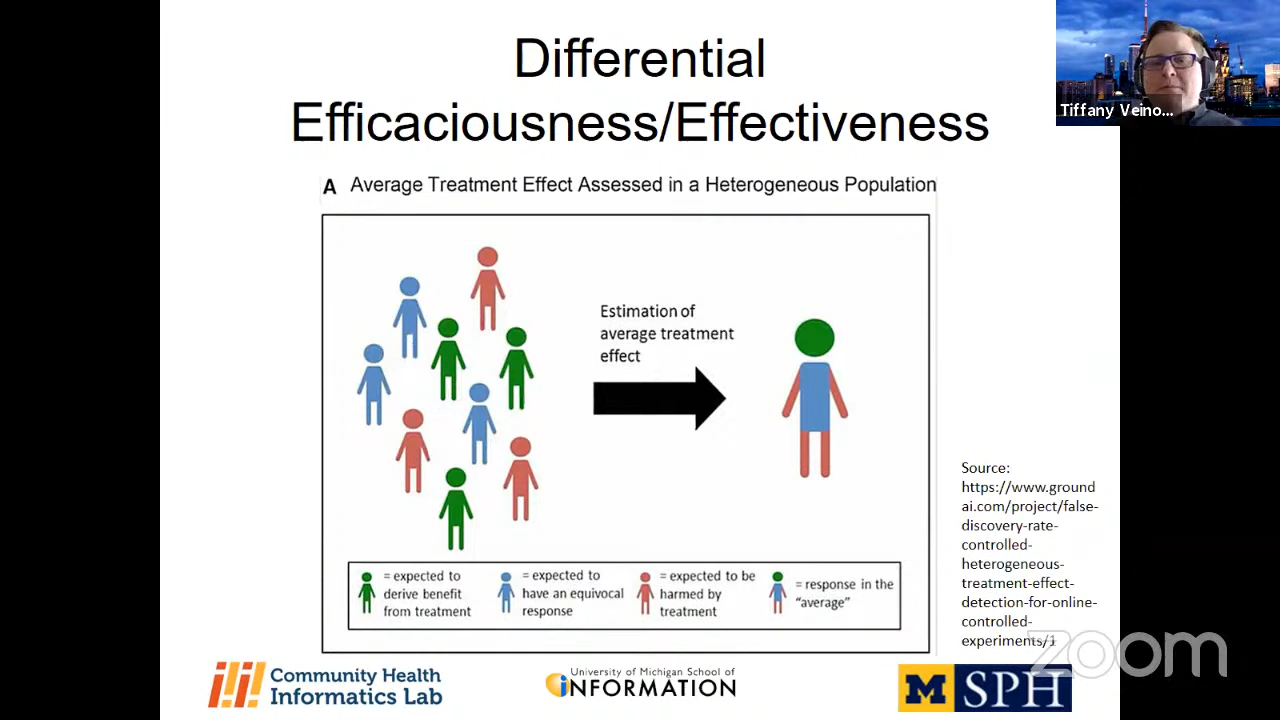 Differential
Efficaciousness/Effectiveness
Tiffany Veino...
A Average Treatment Effect Assessed in a Heterogeneous Population
Estimation of
average treatment
effect
= expected to
derive benefit
from treatment
= expected to
have an equivocal
response
= expected to be
harmed by
treatment
= response in the
"average"
Source:
https://www.ground
ai.com/project/false-
discovery-rate-
controlled-
heterogeneous-
treatment-effect-
detection-for-online-
controlled-
experiments/1
Community Health
Informatics Lab
University of Michigan School of
iNFORMATION
M SPH
zoom